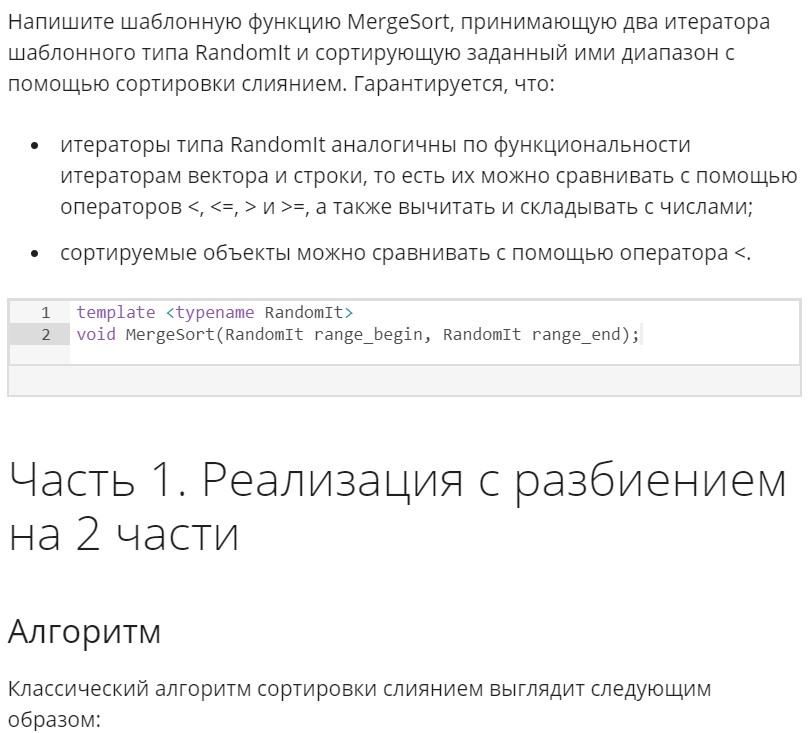 Напишите шаблонную функцию MergeSort, принимающую два итератора
шаблонного типа RandomIt и сортирующую заданный ими диапазон с
помощью сортировки слиянием. Гарантируется, что:
• итераторы типа RandomIt аналогичны по функциональности
итераторам вектора и строки, то есть их можно сравнивать с помощью
операторов <, <=, > и >=, а также вычитать и складывать с числами;
• сортируемые объекты можно сравнивать с помощью оператора <.
1 template <typename RandomIt>
2 void MergeSort(RandomIt range_begin, RandomIt range_end);
Часть 1. Реализация с разбиением
на 2 части
Алгоритм
Классический алгоритм сортировки слиянием выглядит следующим
образом: